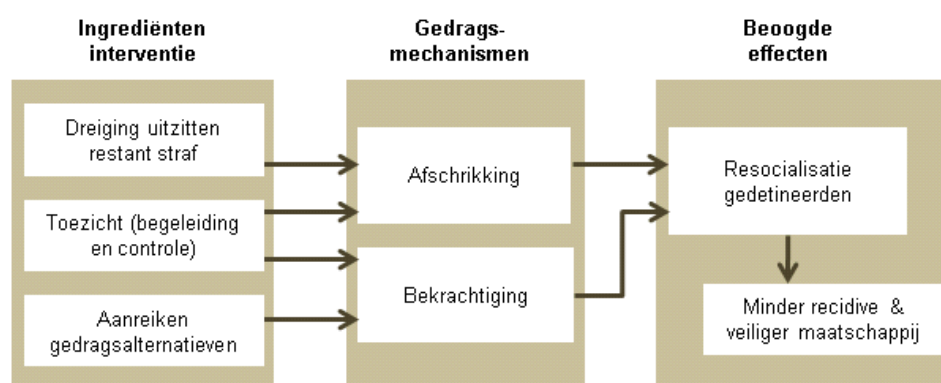 Ingrediënten
interventie
Gedrags-
mechanismen
Beoogde
effecten
Dreiging uitzitten
restant straf
Toezicht (begeleiding
en controle)
Aanreiken
gedragsalternatieven
Afschrikking
Bekrachtiging
Resocialisatie
gedetineerden
Minder recidive &
veiliger maatschappij